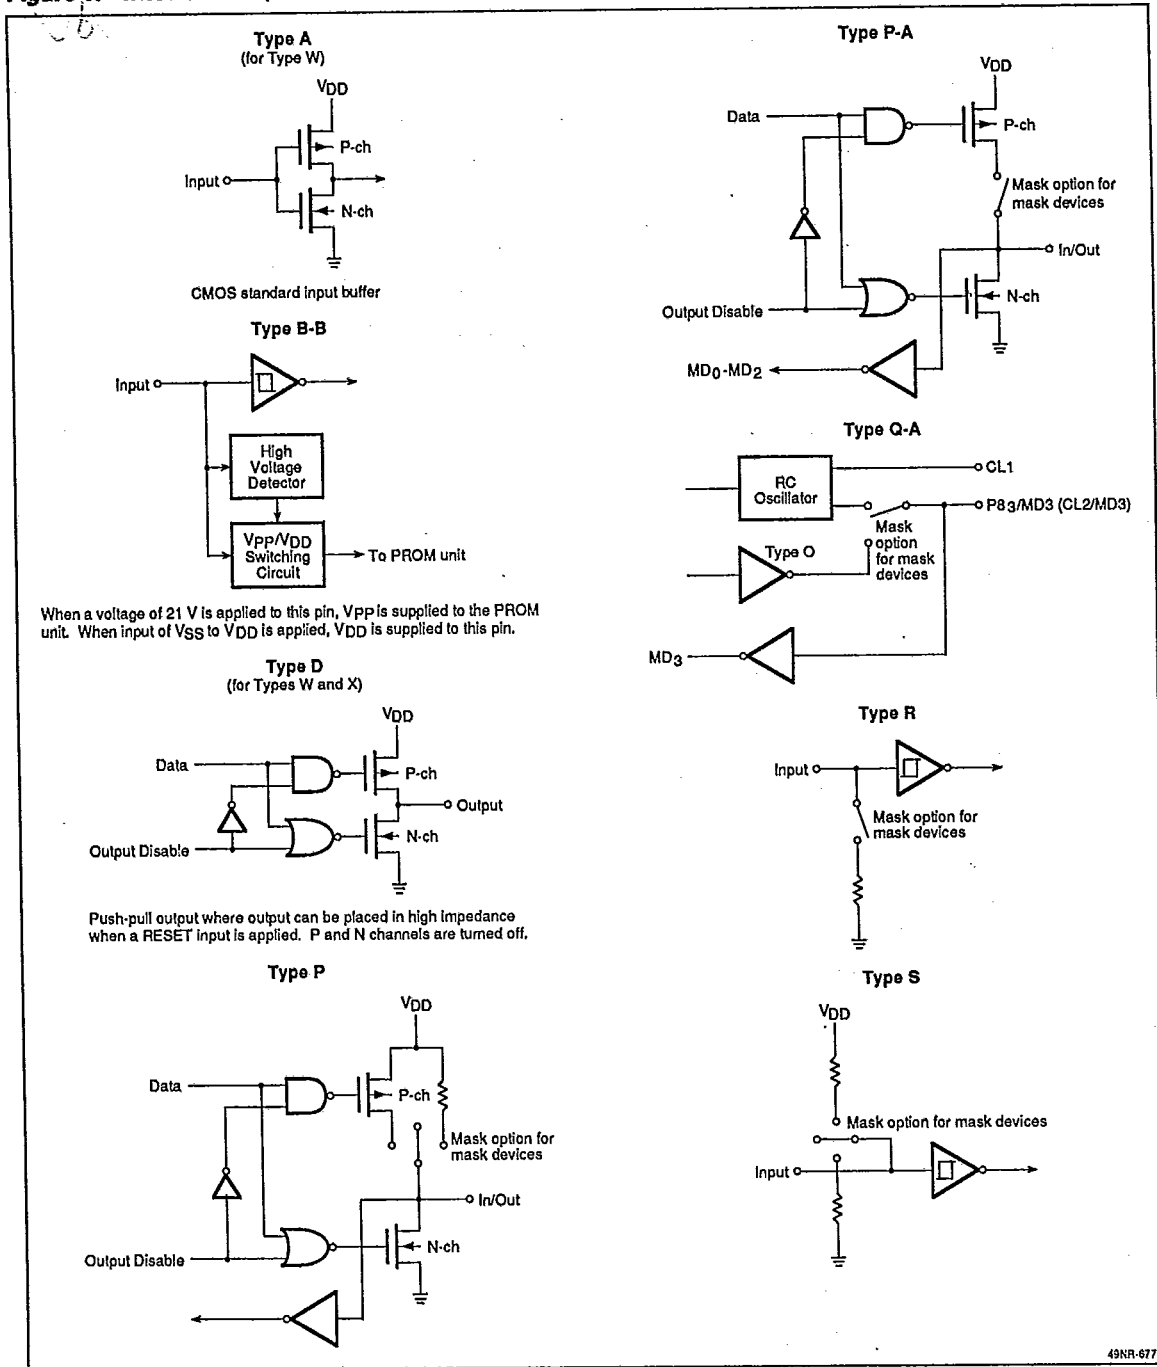 Type A
(for Type W)
VDD
P-ch
Input
N-ch
CMOS standard input buffer
Type B-B
Input
High
Voltage
Detector
VPP/VDD
Switching
Circuit
To PROM unit
When a voltage of 21 V is applied to this pin, VPP is supplied to the PROM
unit. When input of VSS to VDD is applied, VDD is supplied to this pin.
Type D
(for Types W and X)
VDD
Data
P-ch
Output
N-ch
Output Disable
Push-pull output where output can be placed in high impedance
when a RESET input is applied. P and N channels are turned off.
Type P
VDD
Data
P-ch
Mask option for
mask devices
In/Out
N-ch
Output Disable
Type P-A
VDD
Data
P-ch
Mask option for
mask devices
In/Out
N-ch
Output Disable
MD0-MD2
Type Q-A
RC
Oscillator
CL1
P83/MD3 (CL2/MD3)
Mask
option
for mask
devices
Type O
MD3
Type R
Input
Mask option for
mask devices
Type S
VDD
Mask option for mask devices
Input
49NR-677